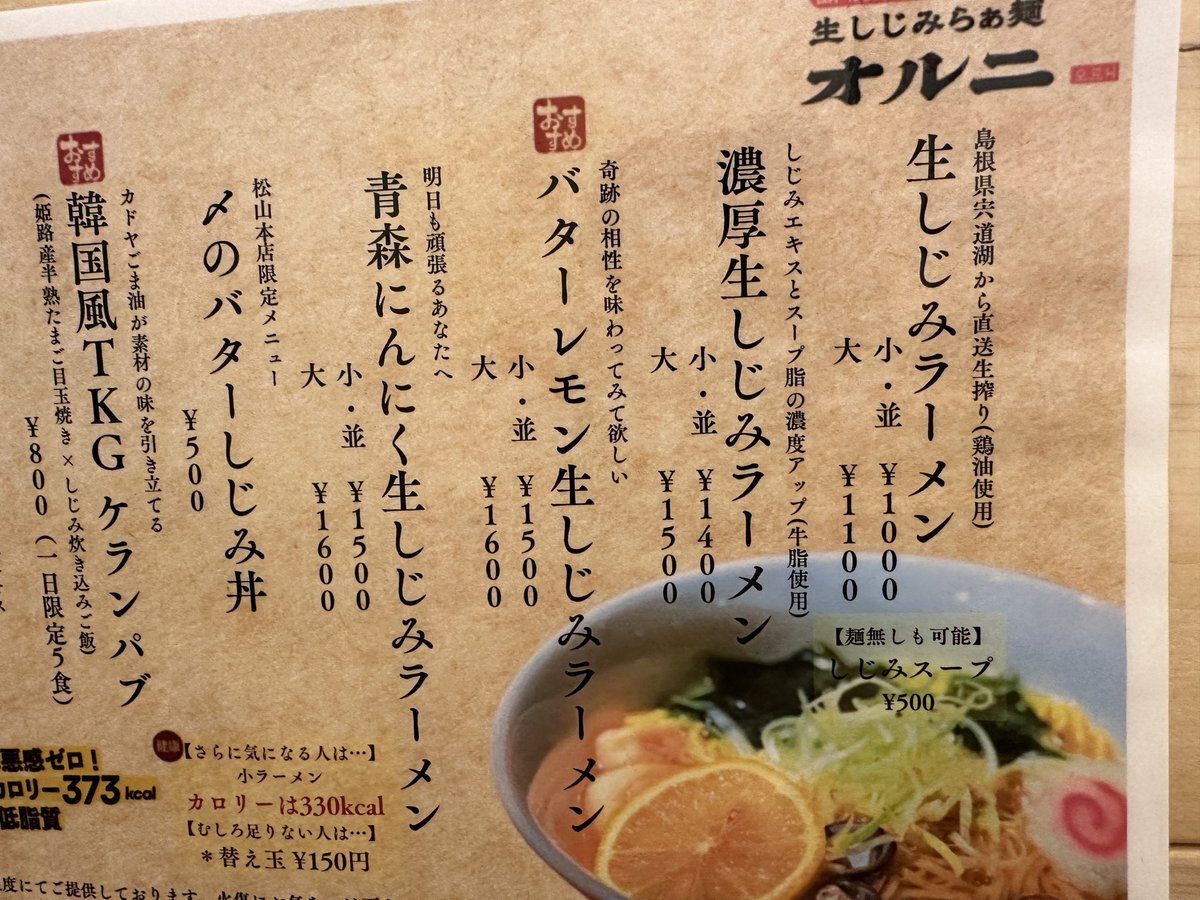 生しじみらぁ麺
オルニ
島根県宍道湖から直送生搾り(鶏油使用)
生しじみラーメン
小・並 ¥1000
大 ¥1100
【麺無しも可能】
しじみスープ
¥500
しじみエキスとスープ脂の濃度アップ(牛脂使用)
濃厚生しじみラーメン
小・並 ¥1400
大 ¥1500
奇跡の相性を味わってみて欲しい
おすすめ
バターレモン生しじみラーメン
小・並 ¥1500
大 ¥1600
明日も頑張るあなたへ
青森にんにく生しじみラーメン
小・並 ¥1500
大 ¥1600
松山本店限定メニュー
〆のバターしじみ丼
¥500
カドヤごま油が素材の味を引き立てる
おすすめ
韓国風TKGケランパブ
(姫路産半熟たまご目玉焼き×しじみ炊き込みご飯)
¥800 (一日限定5食)
悪感ゼロ!
カロリー373kcal
低脂質
健康
【さらに気になる人は…】
小ラーメン
カロリーは330kcal
【むしろ足りない人は…】
*替え玉 ¥150円
度にてご提供しております